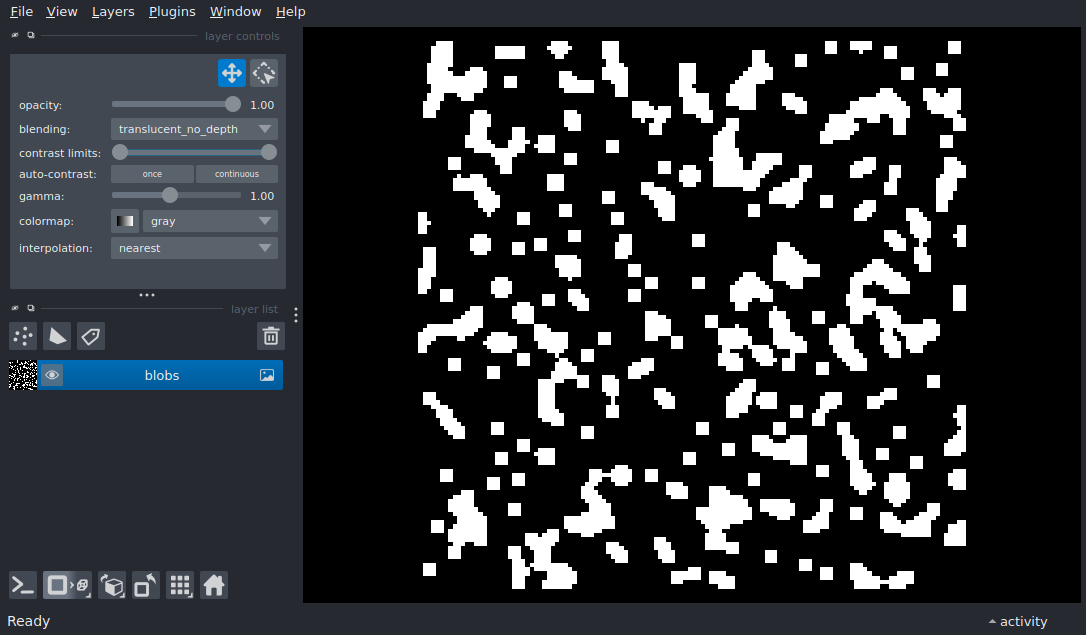 File View Layers Plugins Window Help
layer controls
opacity: 1.00
blending: translucent_no_depth
contrast limits:
auto-contrast: once continuous
gamma: 1.00
colormap: gray
interpolation: nearest
layer list
blobs
Ready activity